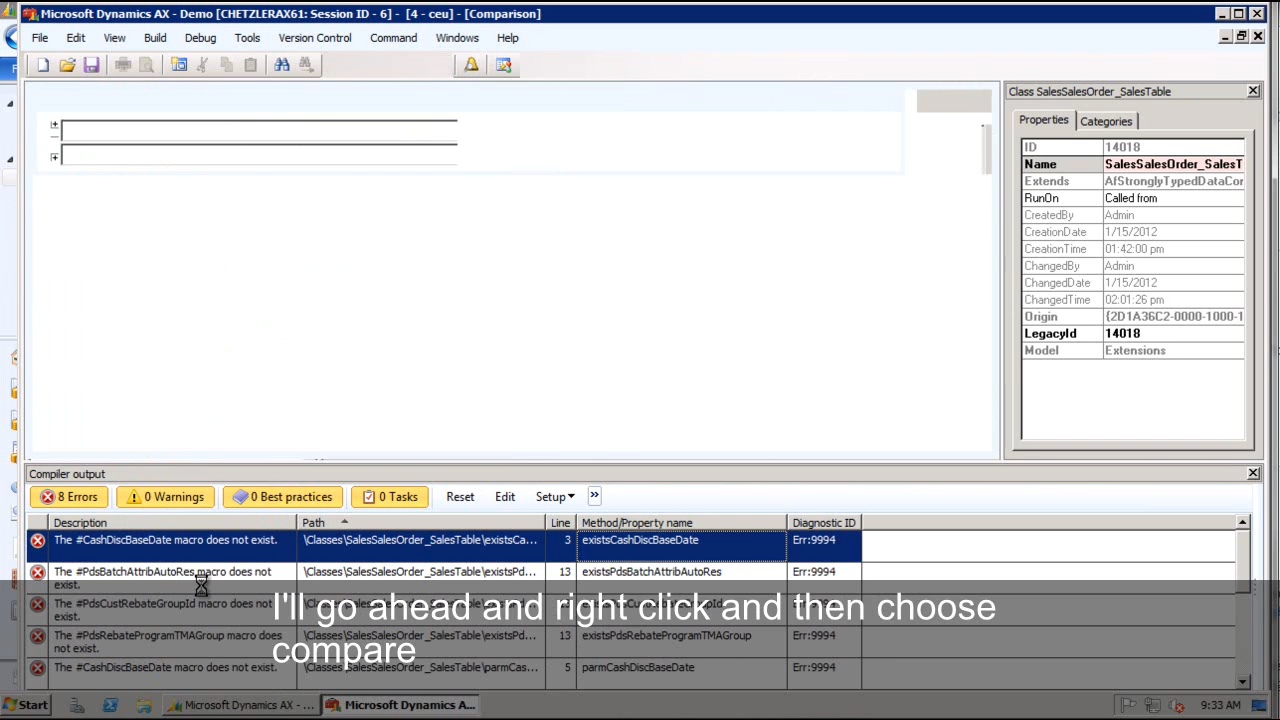 Microsoft Dynamics AX - Demo [CHETZLERAX61: Session ID - 6] - [4 - ceu] - [Comparison]
File Edit View Build Debug Tools Version Control Command Windows Help
Class SalesSalesOrder_SalesTable
Properties Categories
ID 14018
Name SalesSalesOrder_SalesT
Extends AfStronglyTypedDataCor
RunOn Called from
CreatedBy Admin
CreationDate 1/15/2012
CreationTime 01:42:00 pm
ChangedBy Admin
ChangedDate 1/15/2012
ChangedTime 02:01:26 pm
Origin {2D1A36C2-0000-1000-1
LegacyId 14018
Model Extensions
Compiler output
8 Errors 0 Warnings 0 Best practices 0 Tasks Reset Edit Setup »
Description Path Line Method/Property name Diagnostic ID
The #CashDiscBaseDate macro does not exist. \Classes\SalesSalesOrder_SalesTable\existsCa... 3 existsCashDiscBaseDate Err:9994
The #PdsBatchAttribAutoRes macro does not exist. \Classes\SalesSalesOrder_SalesTable\existsPd... 13 existsPdsBatchAttribAutoRes Err:9994
The #PdsCustRebateGroupId macro does not exist.
The #PdsRebateProgramTMAGroup macro does not exist. \Classes\SalesSalesOrder_SalesTable\existsPd... 13 existsPdsRebateProgramTMAGroup Err:9994
The #CashDiscBaseDate macro does not exist. \Classes\SalesSalesOrder_SalesTable\parmCas... 5 parmCashDiscBaseDate Err:9994
I'll go ahead and right click and then choose
compare
Start Microsoft Dynamics AX - ... Microsoft Dynamics A... 9:33 AM